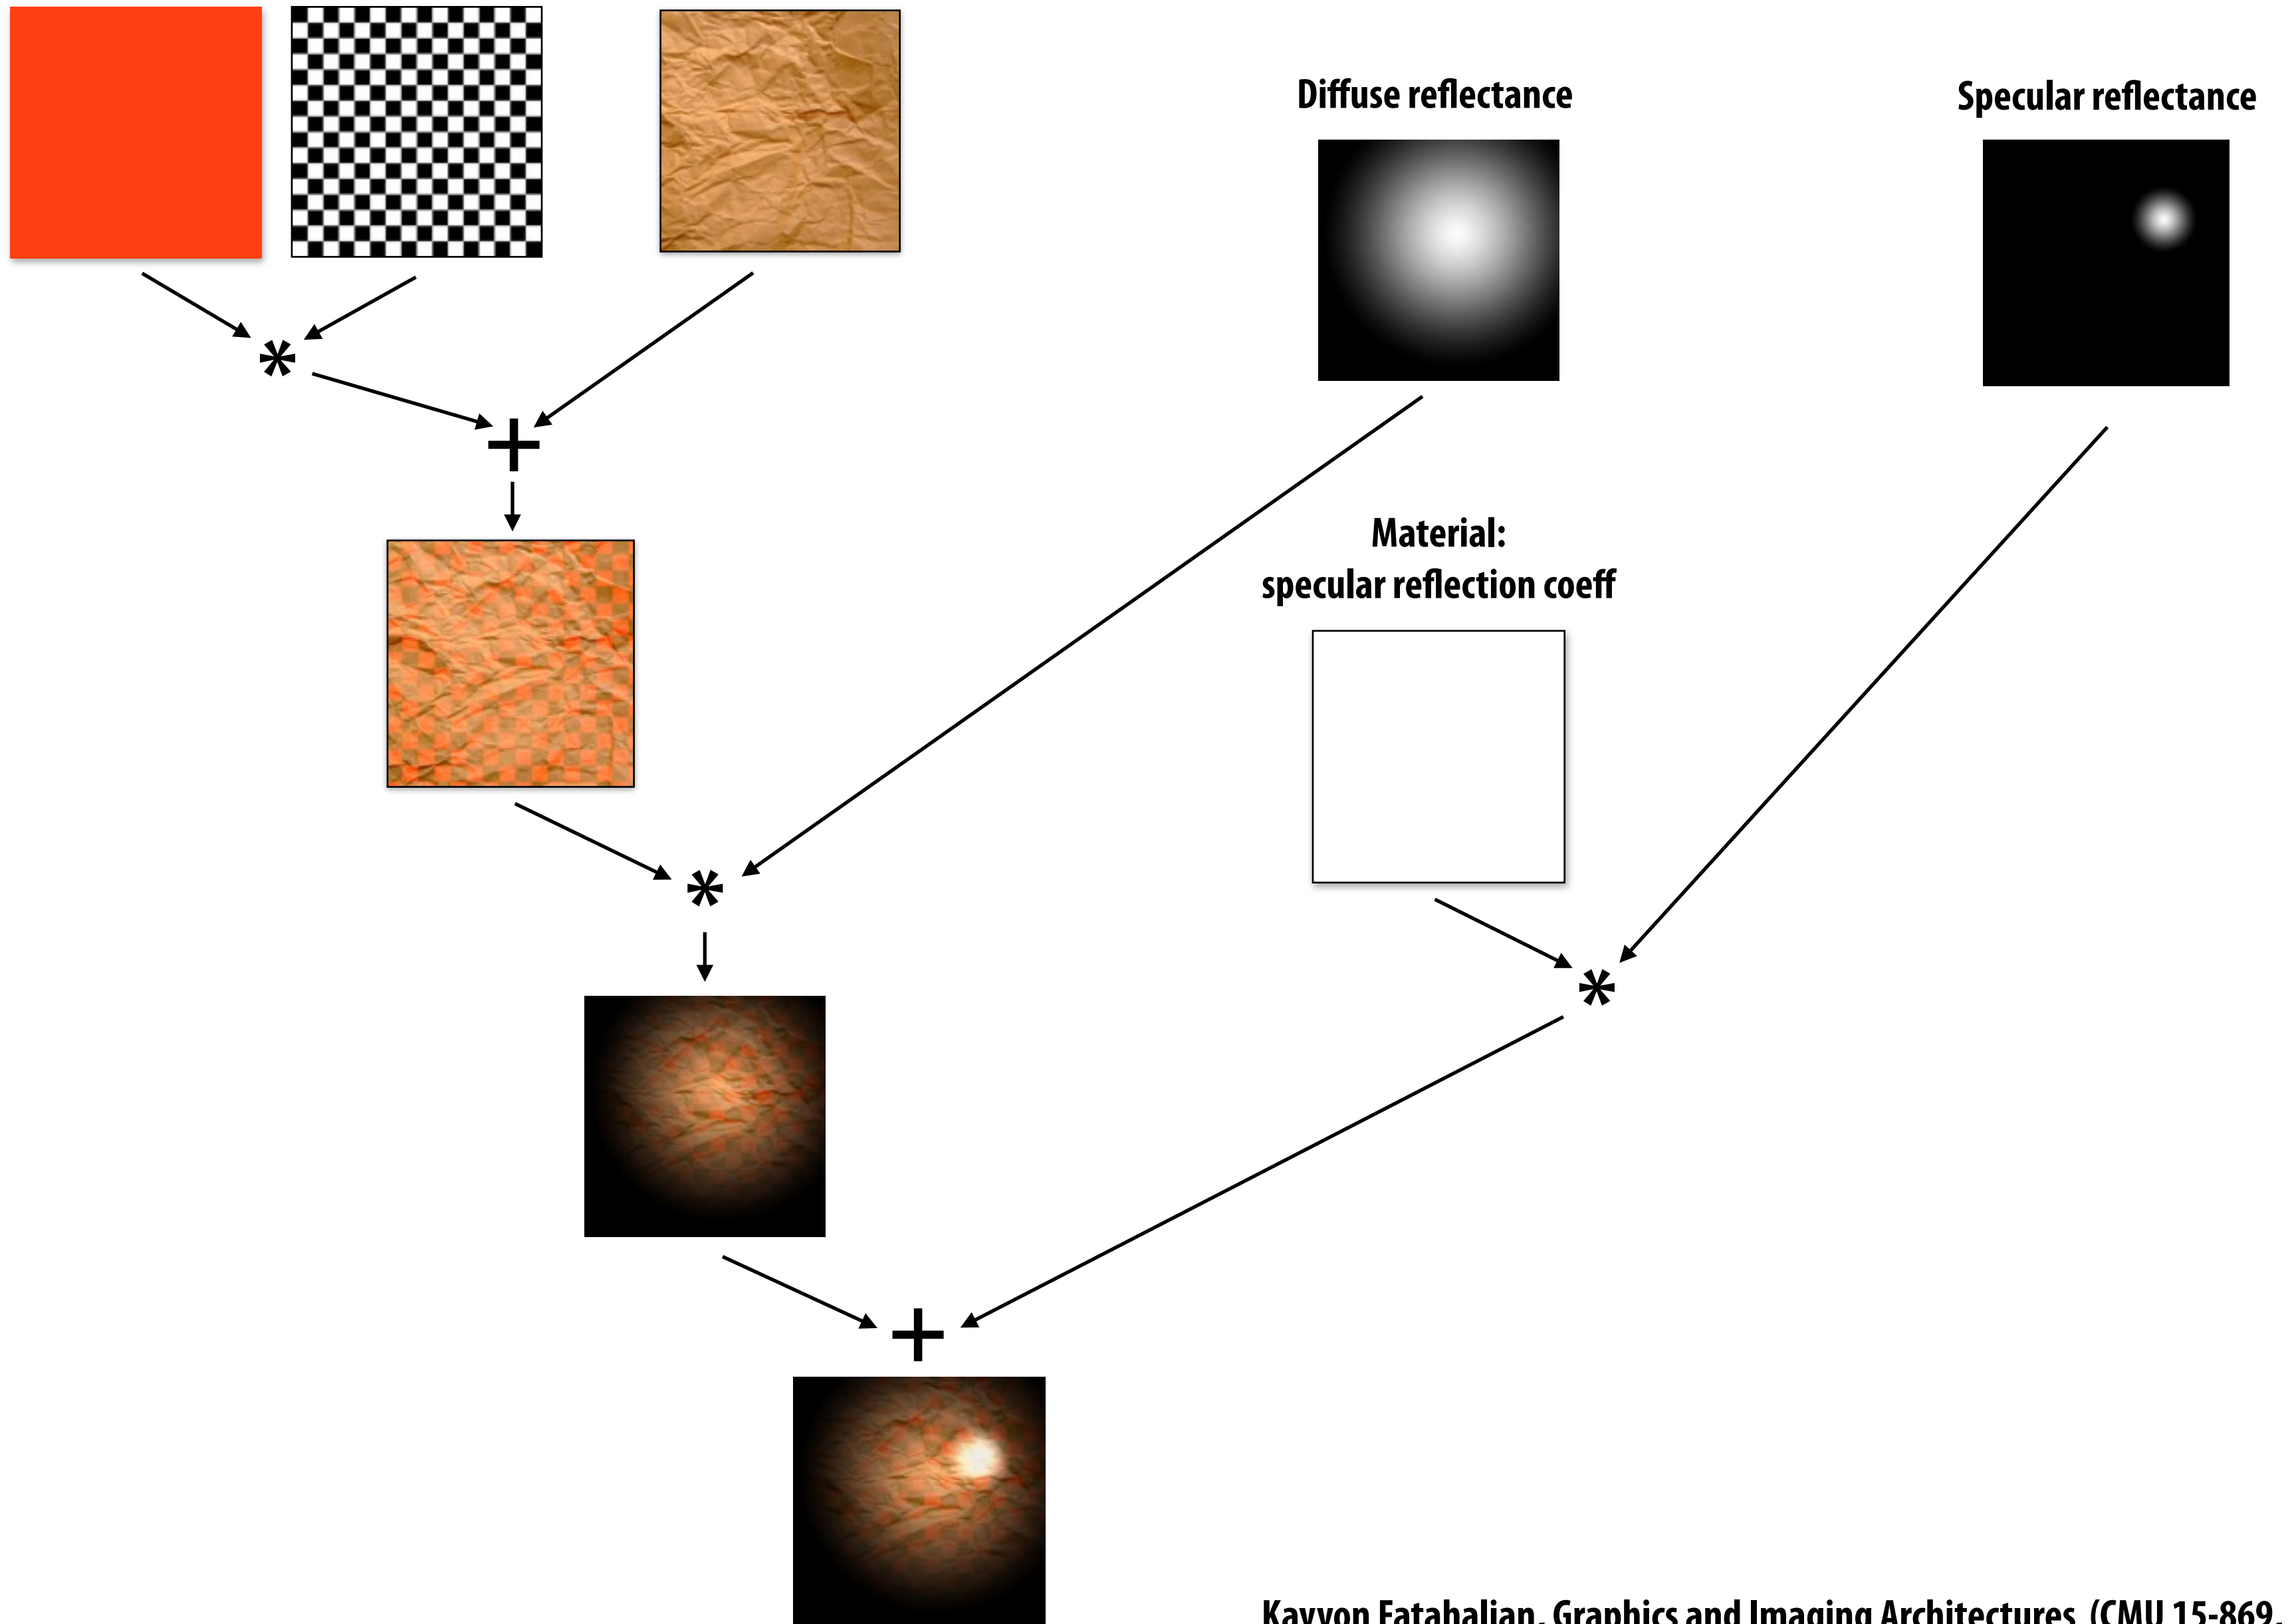 Diffuse reflectance
Specular reflectance
*
+
Material:
specular reflection coeff
*
*
+
Kayvon Fatahalian, Graphics and Imaging Architectures (CMU 15-869,